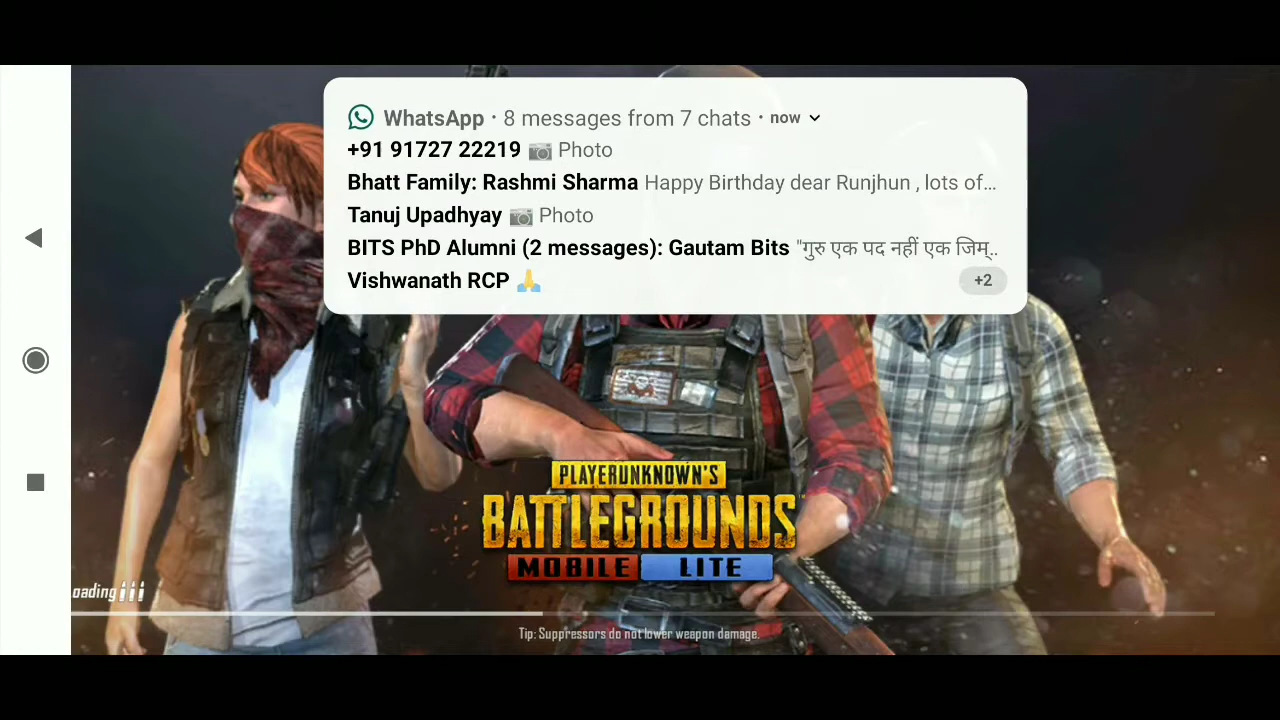 WhatsApp · 8 messages from 7 chats · now
+91 91727 22219 📷 Photo
Bhatt Family: Rashmi Sharma Happy Birthday dear Runjhun , lots of...
Tanuj Upadhyay 📷 Photo
BITS PhD Alumni (2 messages): Gautam Bits "गुरु एक पद नहीं एक जिम्..
Vishwanath RCP 🙏 +2
PLAYERUNKNOWN'S
BATTLEGROUNDS
MOBILE LITE
oading
Tip: Suppressors do not lower weapon damage.